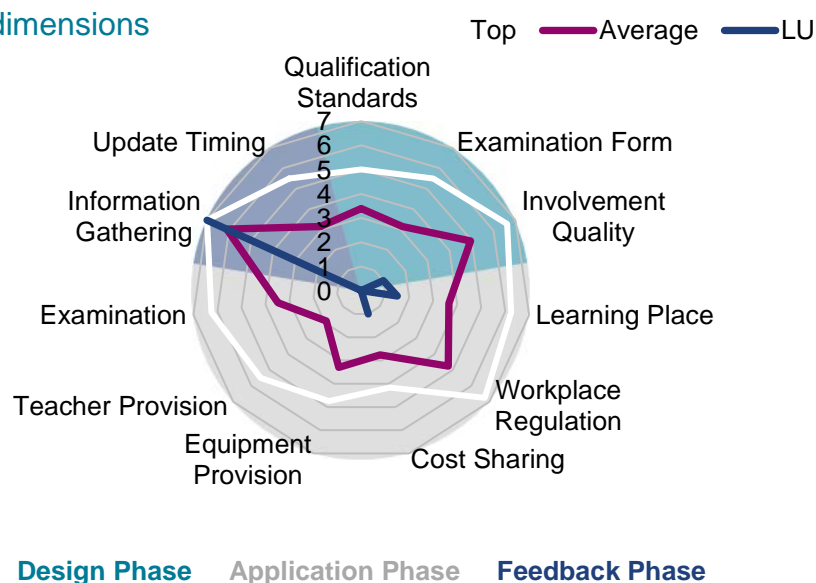 dimensions
Top Average LU
Qualification
Standards
Update Timing
Examination Form
Information
Gathering
Involvement
Quality
7
6
5
4
3
2
1
0
Examination
Learning Place
Teacher Provision
Workplace
Regulation
Equipment
Provision
Cost Sharing
Design Phase Application Phase Feedback Phase